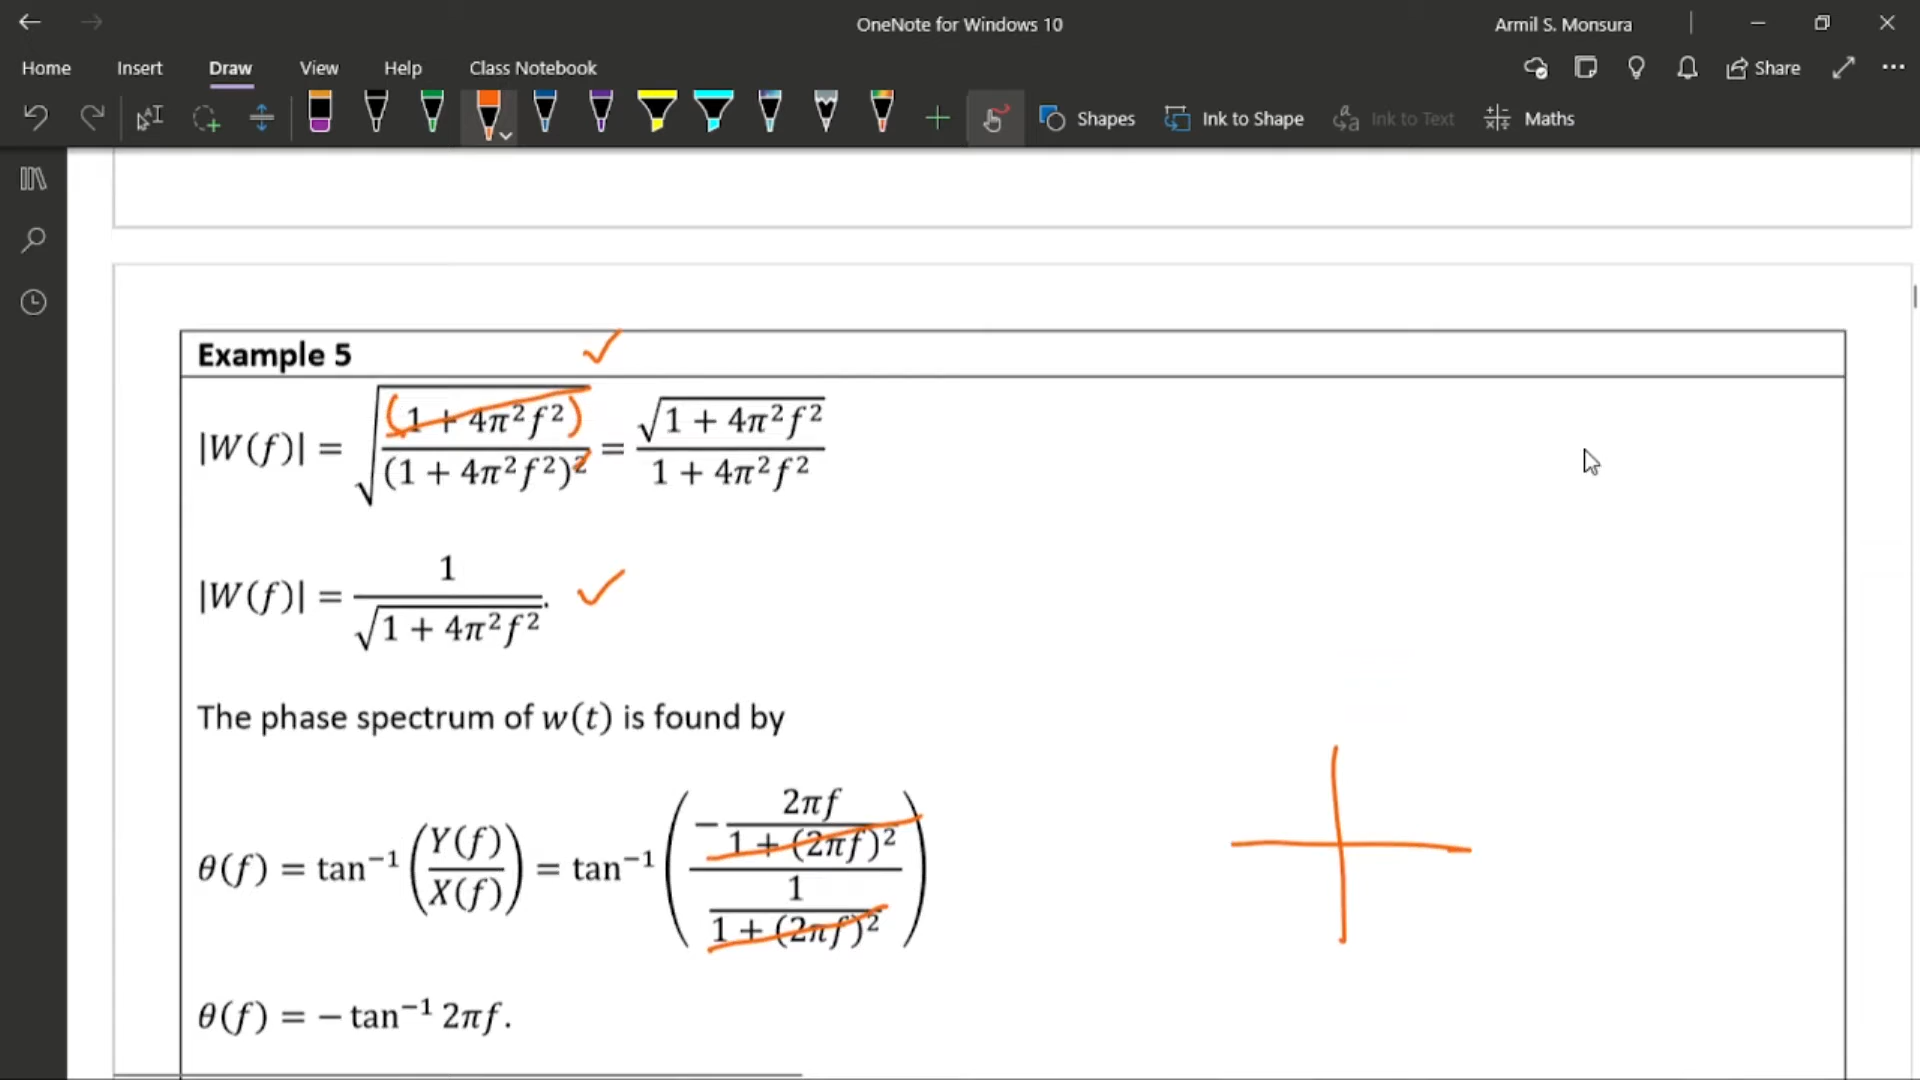 OneNote for Windows 10
Armil S. Monsura
Home Insert Draw View Help Class Notebook
Share
Shapes Ink to Shape Ink to Text Maths
Example 5
|W(f)| = √((1 + 4π²f²)/(1 + 4π²f²)²) = √(1 + 4π²f²)/(1 + 4π²f²)
|W(f)| = 1/√(1 + 4π²f²).
The phase spectrum of w(t) is found by
θ(f) = tan⁻¹(Y(f)/X(f)) = tan⁻¹((−2πf/(1 + (2πf)²))/(1/(1 + (2πf)²)))
θ(f) = − tan⁻¹ 2πf.